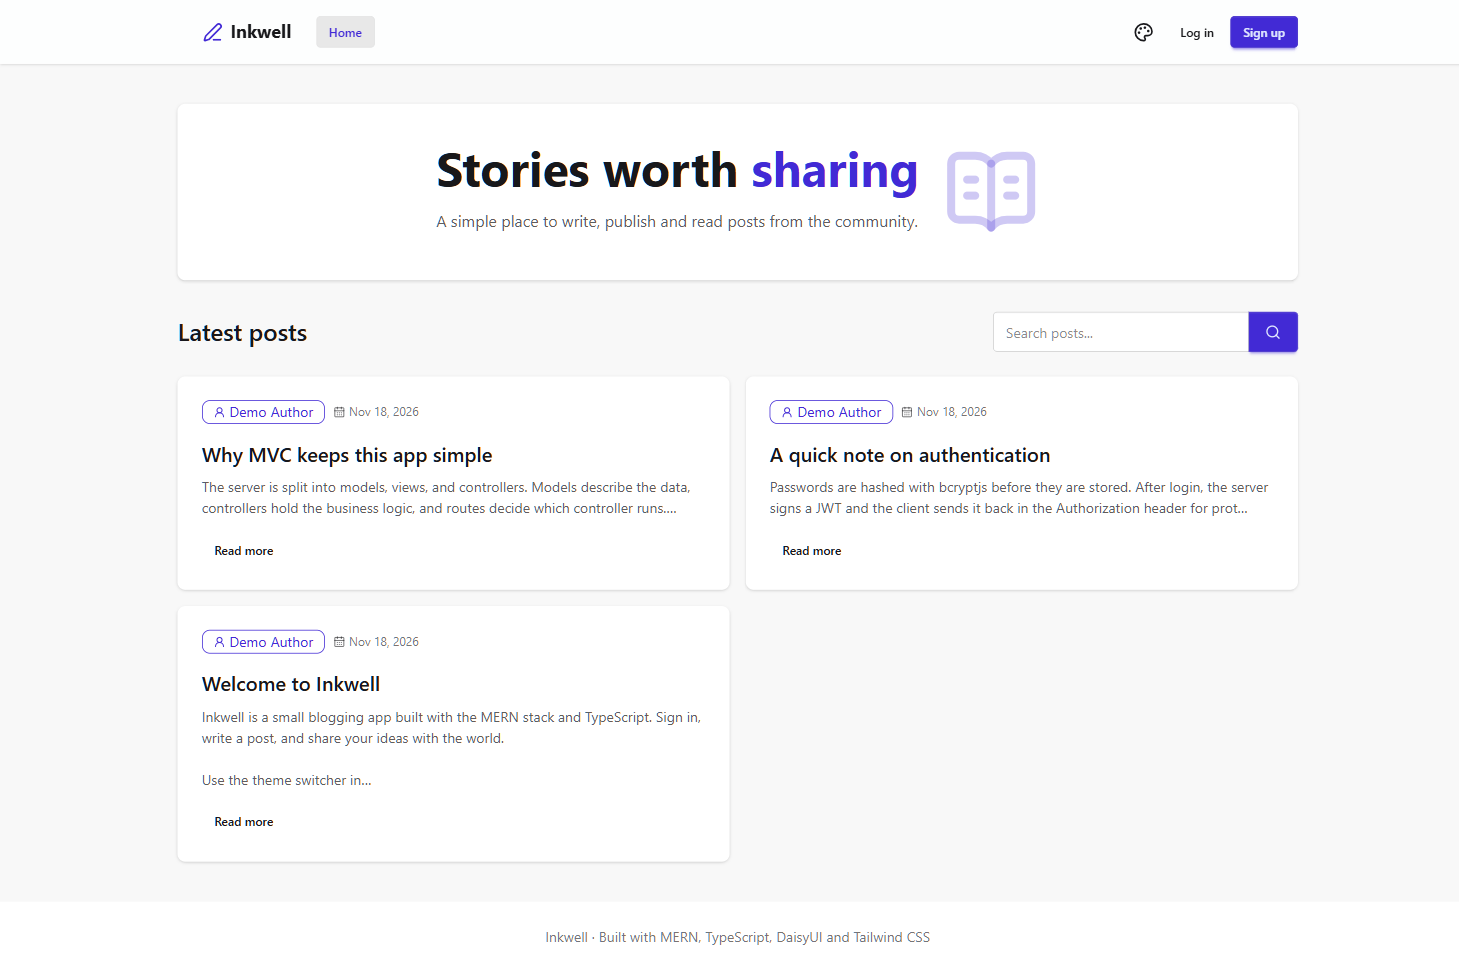 Inkwell
Home
Log in
Sign up
Stories worth sharing
A simple place to write, publish and read posts from the community.
Latest posts
Search posts...
Demo Author
Nov 18, 2026
Why MVC keeps this app simple
The server is split into models, views, and controllers. Models describe the data,
controllers hold the business logic, and routes decide which controller runs....
Read more
Demo Author
Nov 18, 2026
A quick note on authentication
Passwords are hashed with bcryptjs before they are stored. After login, the server
signs a JWT and the client sends it back in the Authorization header for prot...
Read more
Demo Author
Nov 18, 2026
Welcome to Inkwell
Inkwell is a small blogging app built with the MERN stack and TypeScript. Sign in,
write a post, and share your ideas with the world.
Use the theme switcher in...
Read more
Inkwell · Built with MERN, TypeScript, DaisyUI and Tailwind CSS